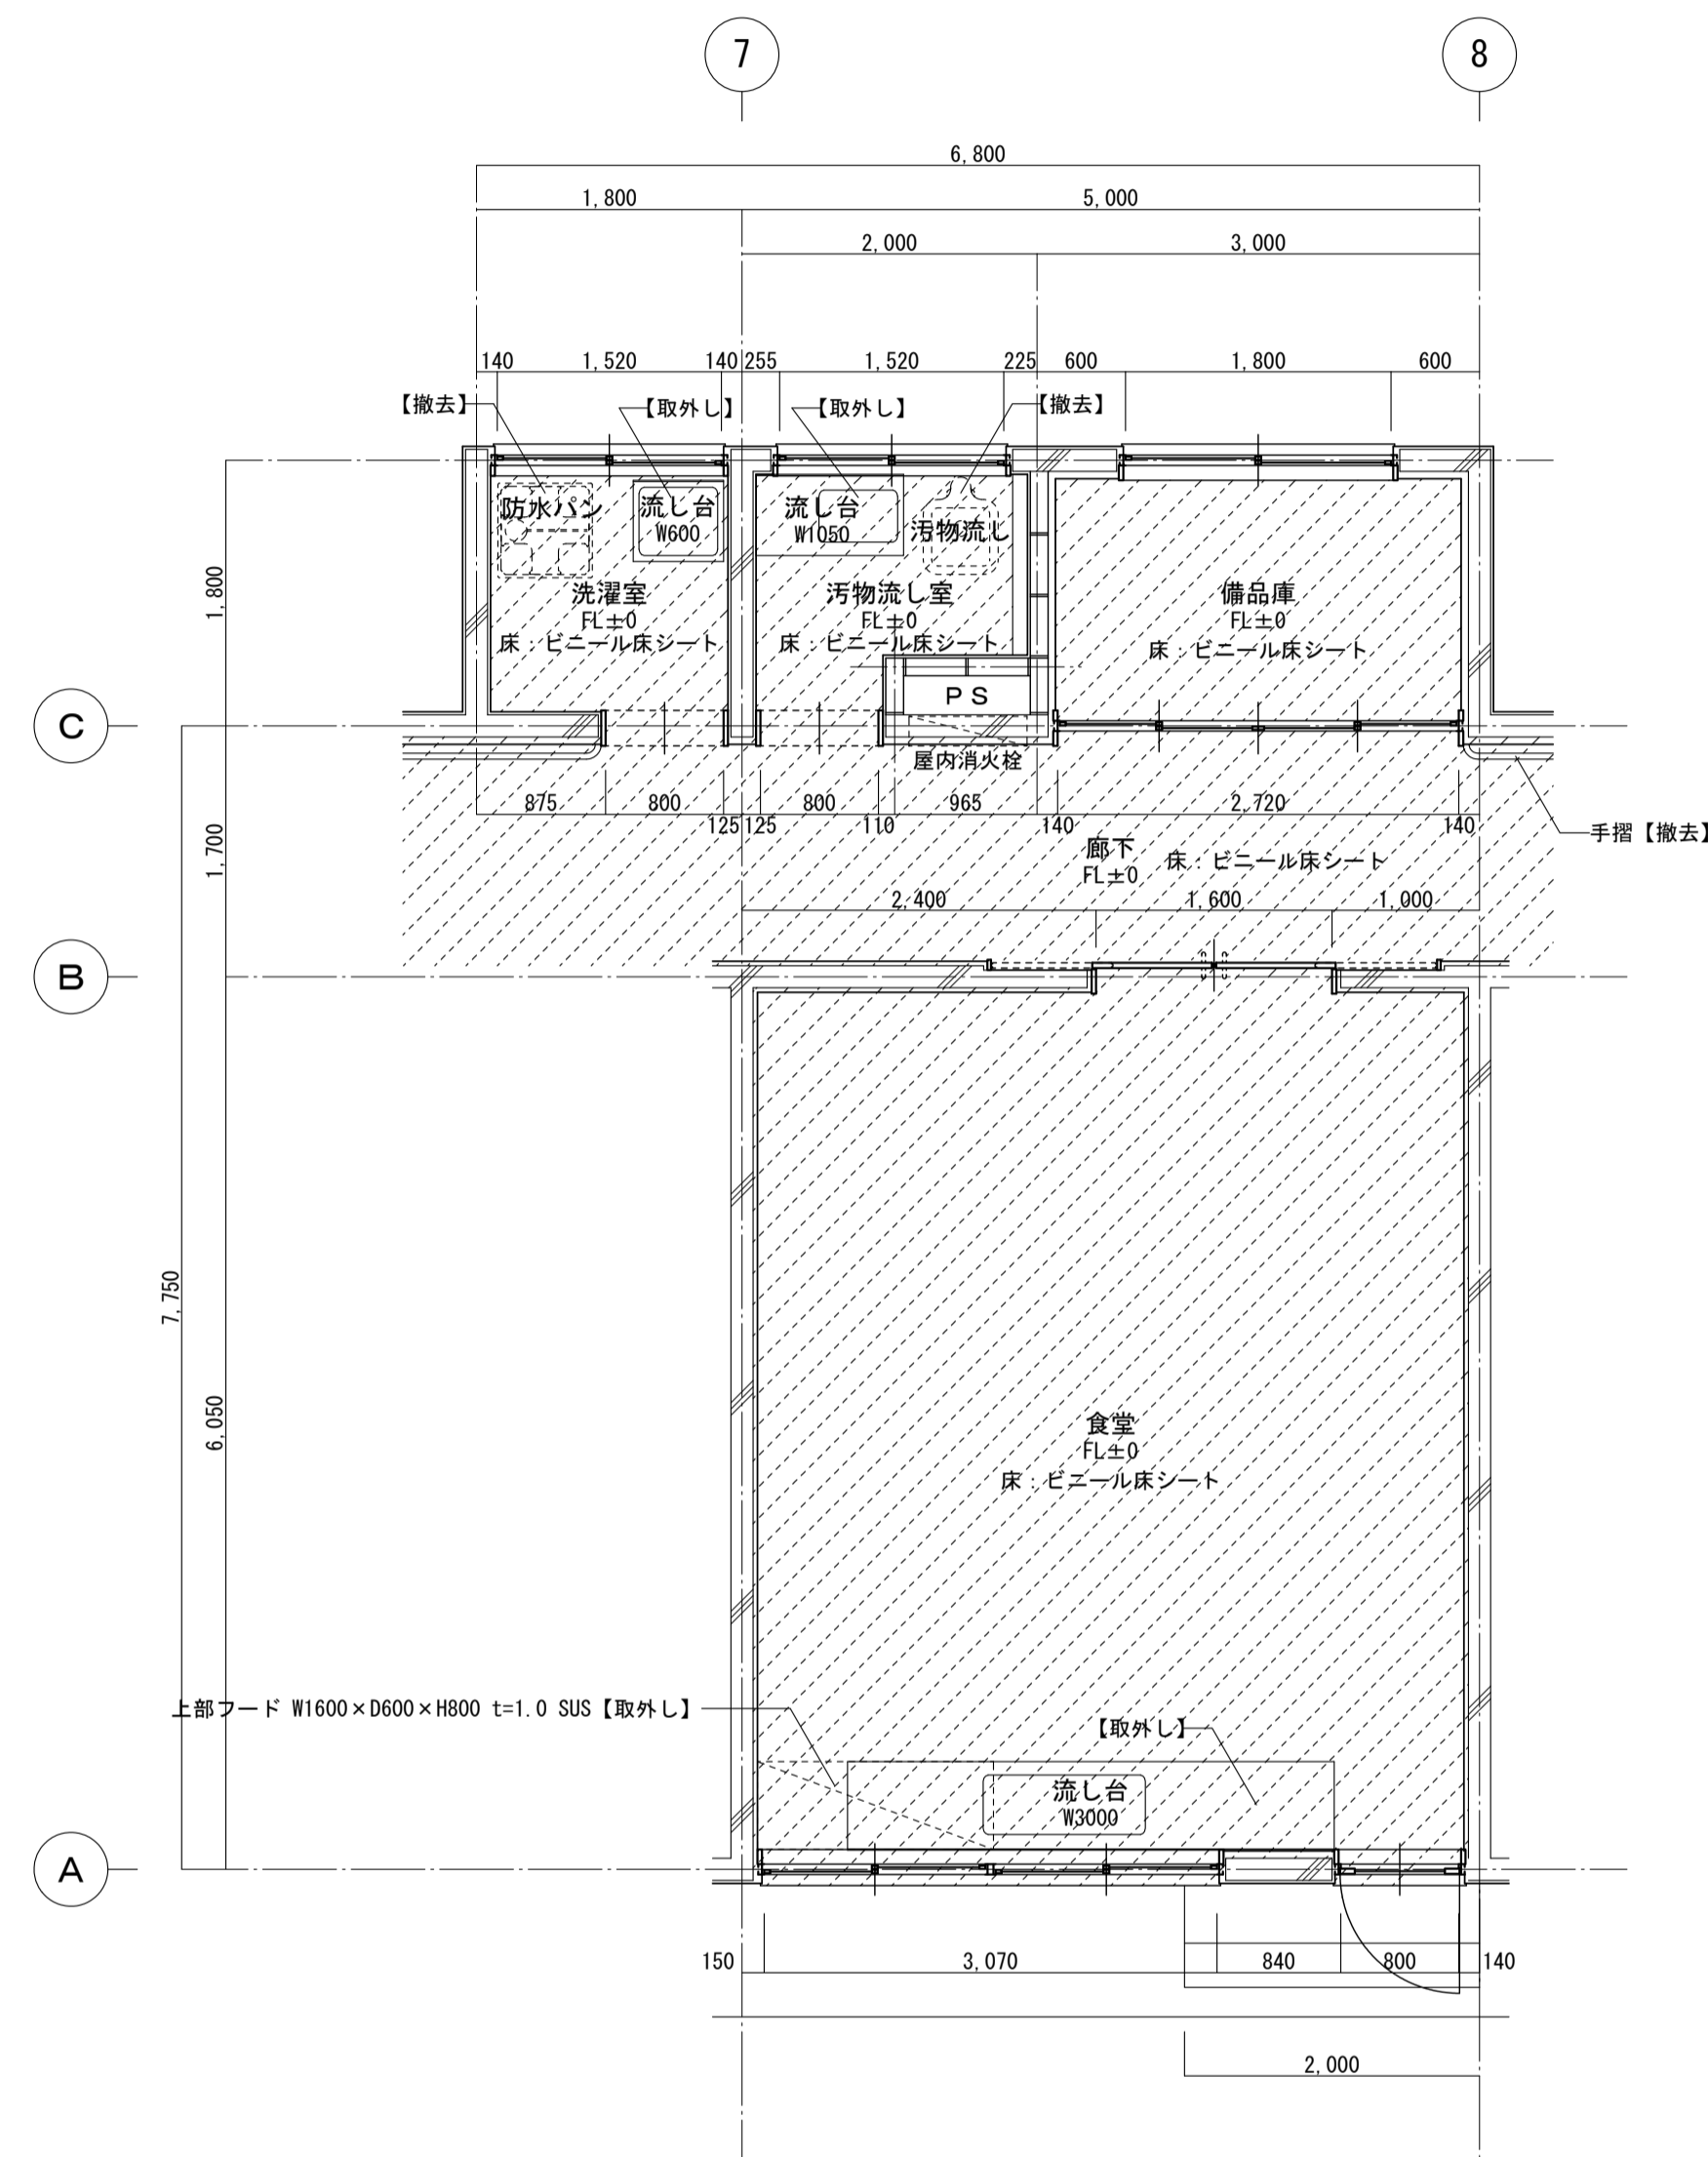 7
8
6,800
1,800
5,000
2,000
3,000
140
1,520
140
255
1,520
225
600
1,800
600
【撤去】
【取外し】
【取外し】
【撤去】
防水パン
流し台
W600
流し台
W1050
汚物流し
1,800
洗濯室
FL±0
床:ビニール床シート
汚物流し室
FL±0
床:ビニール床シート
備品庫
FL±0
床:ビニール床シート
PS
C
屋内消火栓
875
800
125
125
800
110
965
140
2,720
140
手摺【撤去】
1,700
廊下
FL±0
床:ビニール床シート
2,400
1,600
1,000
B
7,750
6,050
食堂
FL±0
床:ビニール床シート
上部フード W1600×D600×H800 t=1.0 SUS【取外し】
【取外し】
流し台
W3000
A
150
3,070
840
800
140
2,000